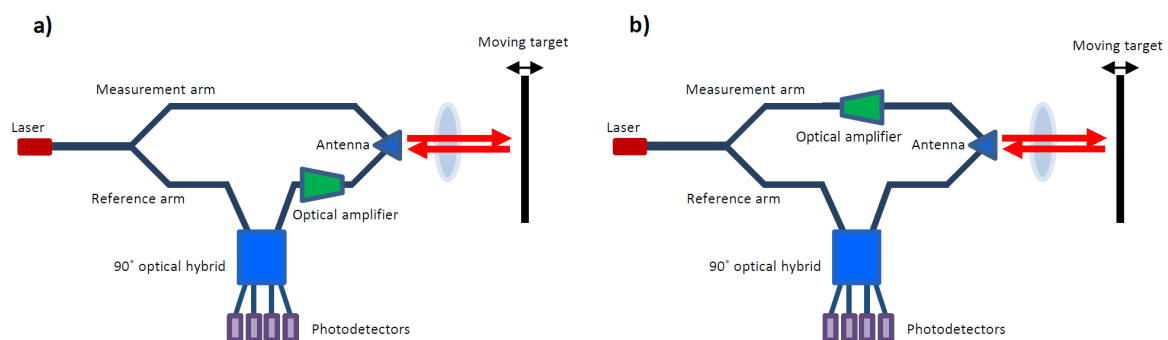 a)
Moving target
Measurement arm
Laser
Antenna
Reference arm
Optical amplifier
90˚ optical hybrid
Photodetectors
b)
Moving target
Measurement arm
Laser
Optical amplifier
Antenna
Reference arm
90˚ optical hybrid
Photodetectors